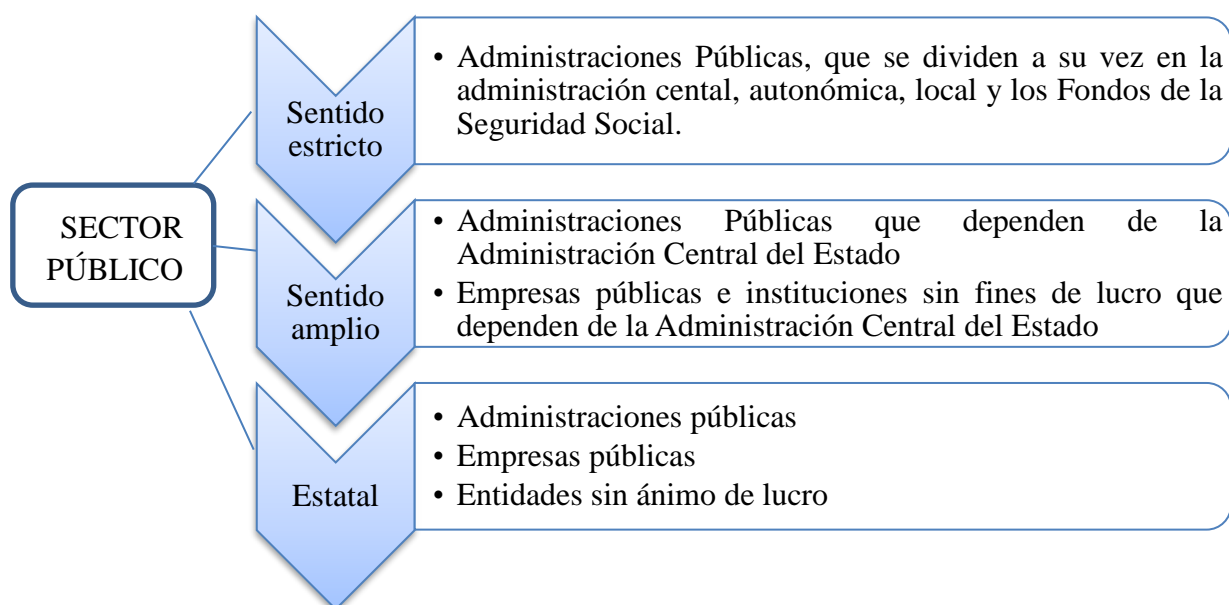 SECTOR
PÚBLICO
Sentido
estricto
• Administraciones Públicas, que se dividen a su vez en la
administración cental, autonómica, local y los Fondos de la
Seguridad Social.
Sentido
amplio
• Administraciones Públicas que dependen de la
Administración Central del Estado
• Empresas públicas e instituciones sin fines de lucro que
dependen de la Administración Central del Estado
Estatal
• Administraciones públicas
• Empresas públicas
• Entidades sin ánimo de lucro